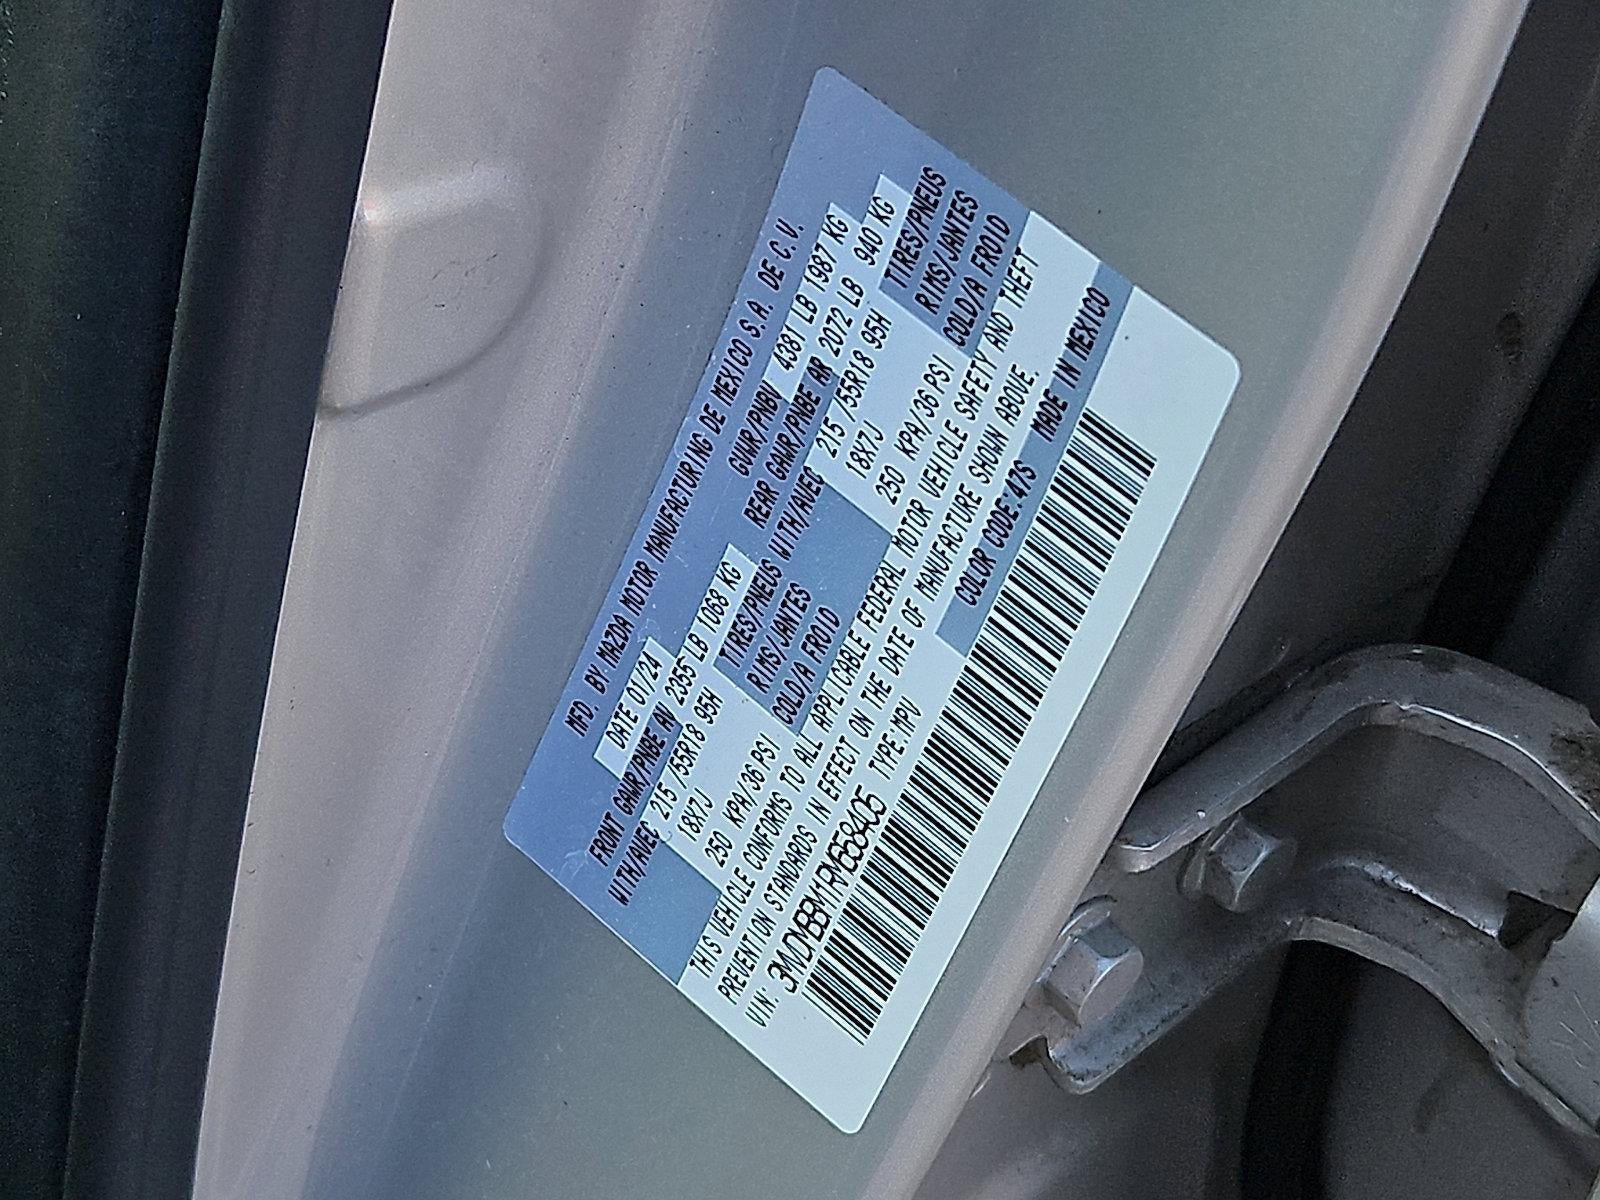 MFD. BY MAZDA MOTOR MANUFACTURING DE MEXICO S.A. DE C.V.
DATE 07/24 GVWR/PNBV 4381 LB 1987 KG
FRONT GAWR/PNBE AV 2355 LB 1068 KG REAR GAWR/PNBE AR 2072 LB 940 KG
WITH/AVEC 215 /55R18 95H TIRES/PNEUS WITH/AVEC 215 /55R18 95H TIRES/PNEUS
18X7J RIMS/JANTES 18X7J RIMS/JANTES
250 KPA/36 PSI COLD/A FROID 250 KPA/36 PSI COLD/A FROID
THIS VEHICLE CONFORMS TO ALL APPLICABLE FEDERAL MOTOR VEHICLE SAFETY AND THEFT
PREVENTION STANDARDS IN EFFECT ON THE DATE OF MANUFACTURE SHOWN ABOVE.
VIN: 3MVDMBBM1RM658405 TYPE:MPV COLOR CODE:47S MADE IN MEXICO